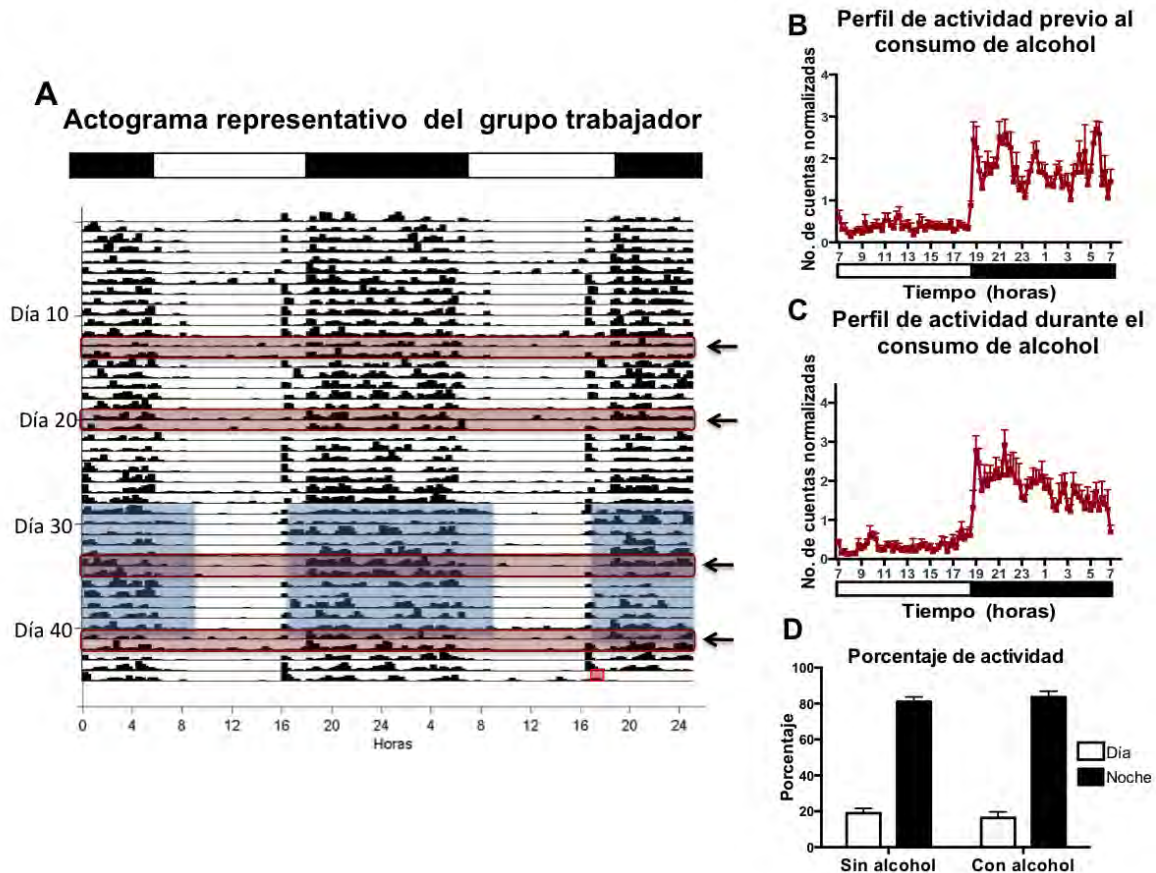 A
Actograma representativo del grupo trabajador
Día 10
Día 20
Día 30
Día 40
0 4 8 12 16 20 24 4 8 12 16 20 24
Horas
B
Perfil de actividad previo al
consumo de alcohol
No. de cuentas normalizadas
4
3
2
1
0
7 9 11 13 15 17 19 21 23 1 3 5 7
Tiempo (horas)
C
Perfil de actividad durante el
consumo de alcohol
No. de cuentas normalizadas
4
3
2
1
0
7 9 11 13 15 17 19 21 23 1 3 5 7
Tiempo (horas)
D
Porcentaje de actividad
Porcentaje
100
80
60
40
20
0
Sin alcohol Con alcohol
Día
Noche